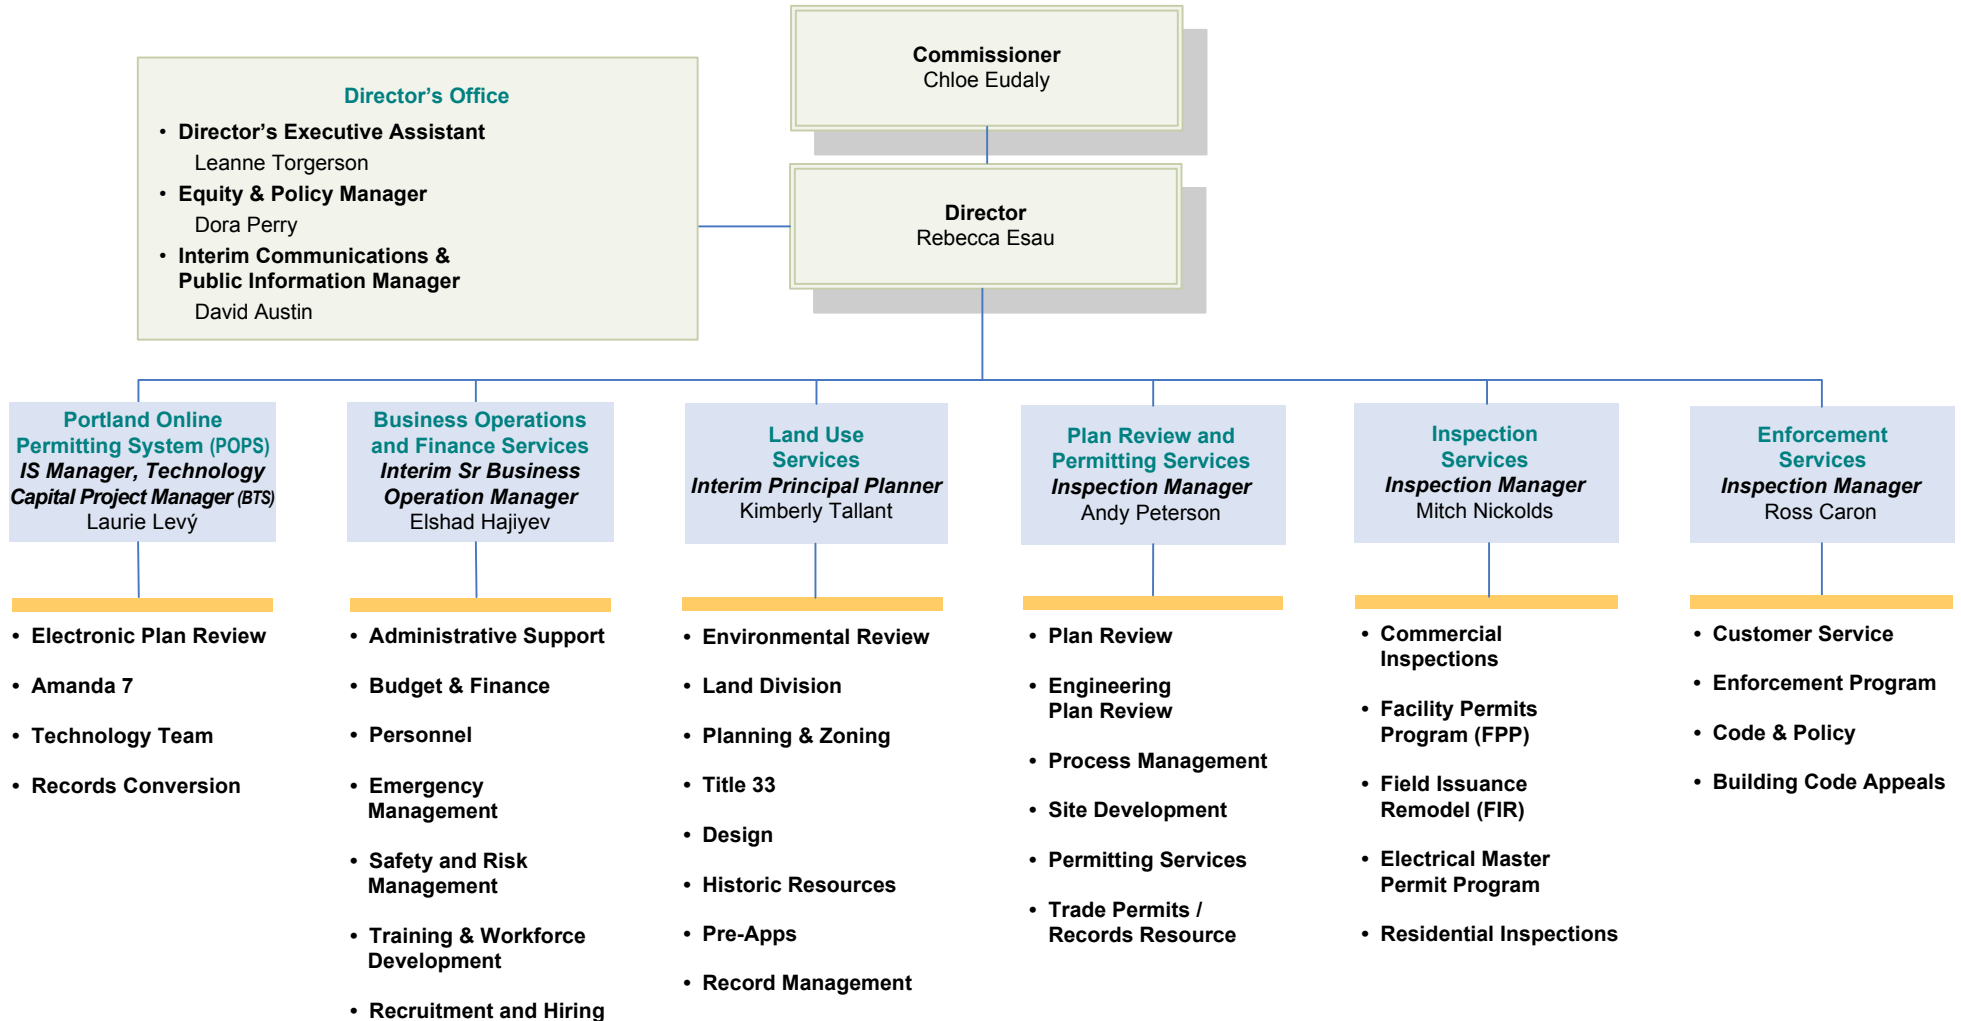 Commissioner
Chloe Eudaly
Director's Office
• Director's Executive Assistant
Leanne Torgerson
• Equity & Policy Manager
Dora Perry
• Interim Communications &
Public Information Manager
David Austin
Director
Rebecca Esau
Portland Online
Permitting System (POPS)
IS Manager, Technology
Capital Project Manager (BTS)
Laurie Levý
• Electronic Plan Review
• Amanda 7
• Technology Team
• Records Conversion
Business Operations
and Finance Services
Interim Sr Business
Operation Manager
Elshad Hajiyev
• Administrative Support
• Budget & Finance
• Personnel
• Emergency
Management
• Safety and Risk
Management
• Training & Workforce
Development
• Recruitment and Hiring
Land Use
Services
Interim Principal Planner
Kimberly Tallant
• Environmental Review
• Land Division
• Planning & Zoning
• Title 33
• Design
• Historic Resources
• Pre-Apps
• Record Management
Plan Review and
Permitting Services
Inspection Manager
Andy Peterson
• Plan Review
• Engineering
Plan Review
• Process Management
• Site Development
• Permitting Services
• Trade Permits /
Records Resource
Inspection
Services
Inspection Manager
Mitch Nickolds
• Commercial
Inspections
• Facility Permits
Program (FPP)
• Field Issuance
Remodel (FIR)
• Electrical Master
Permit Program
• Residential Inspections
Enforcement
Services
Inspection Manager
Ross Caron
• Customer Service
• Enforcement Program
• Code & Policy
• Building Code Appeals